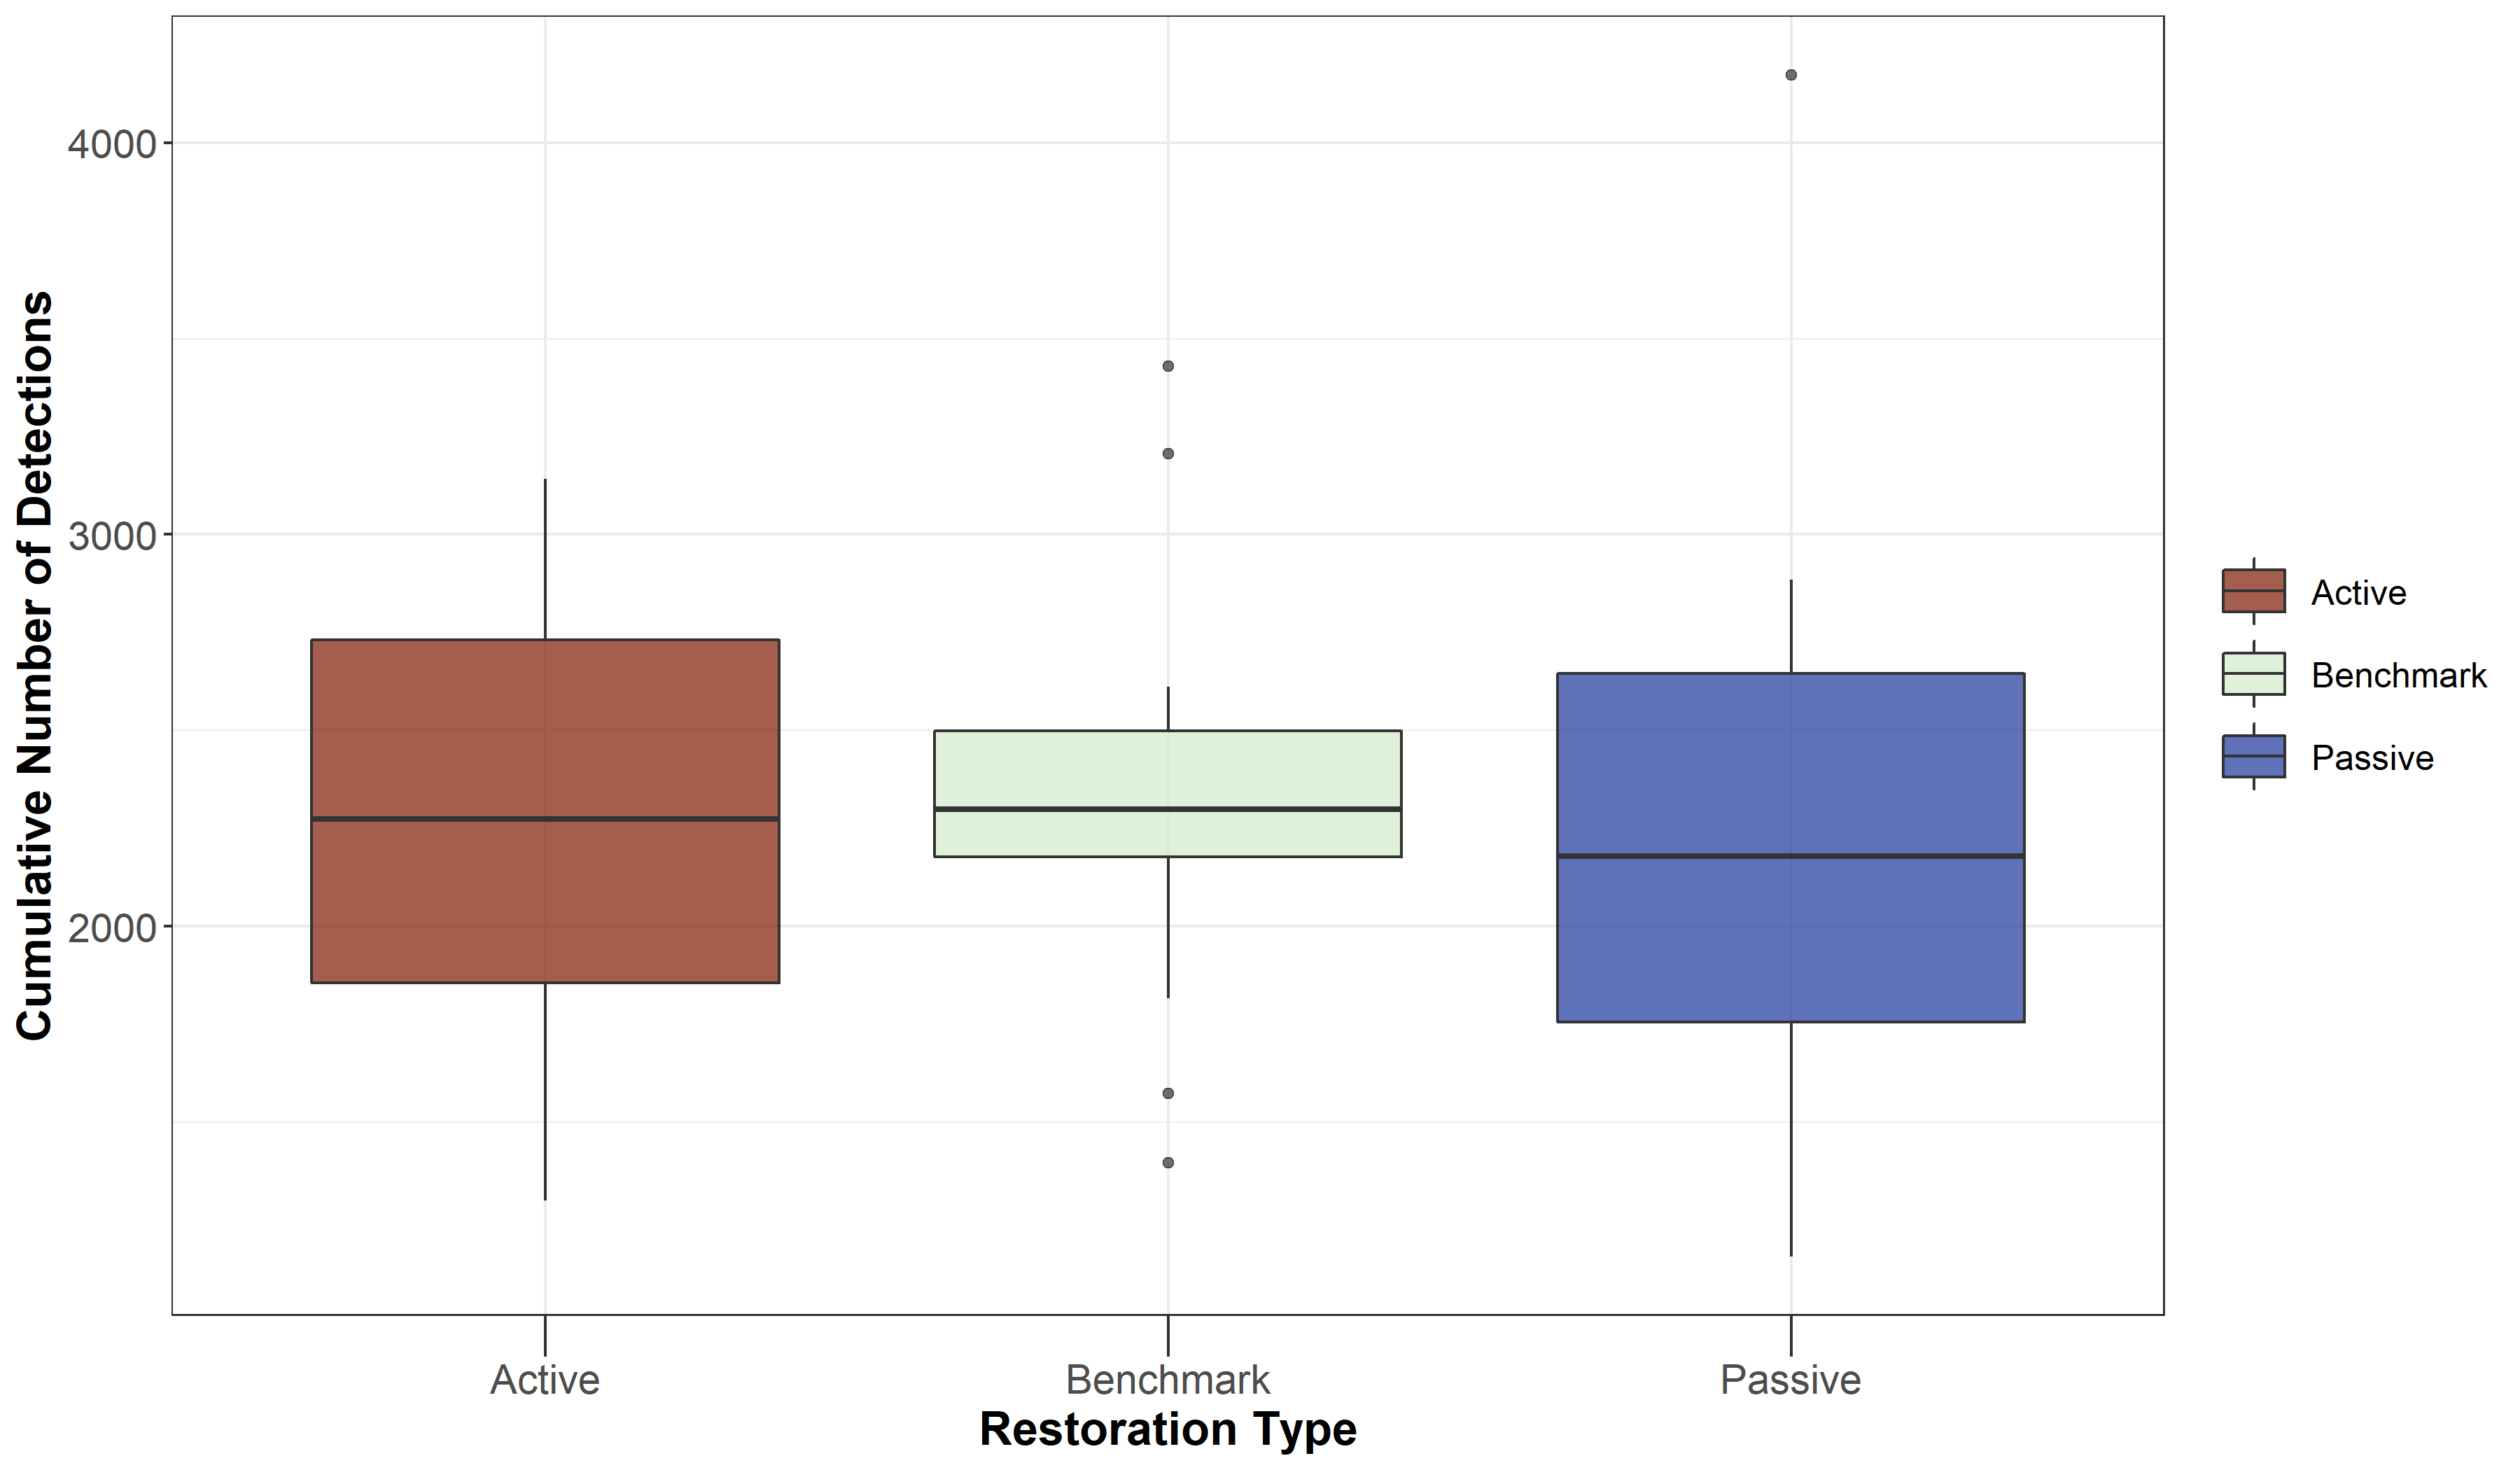 Cumulative Number of Detections
4000
3000
2000
Active
Benchmark
Passive
Restoration Type
Active
Benchmark
Passive